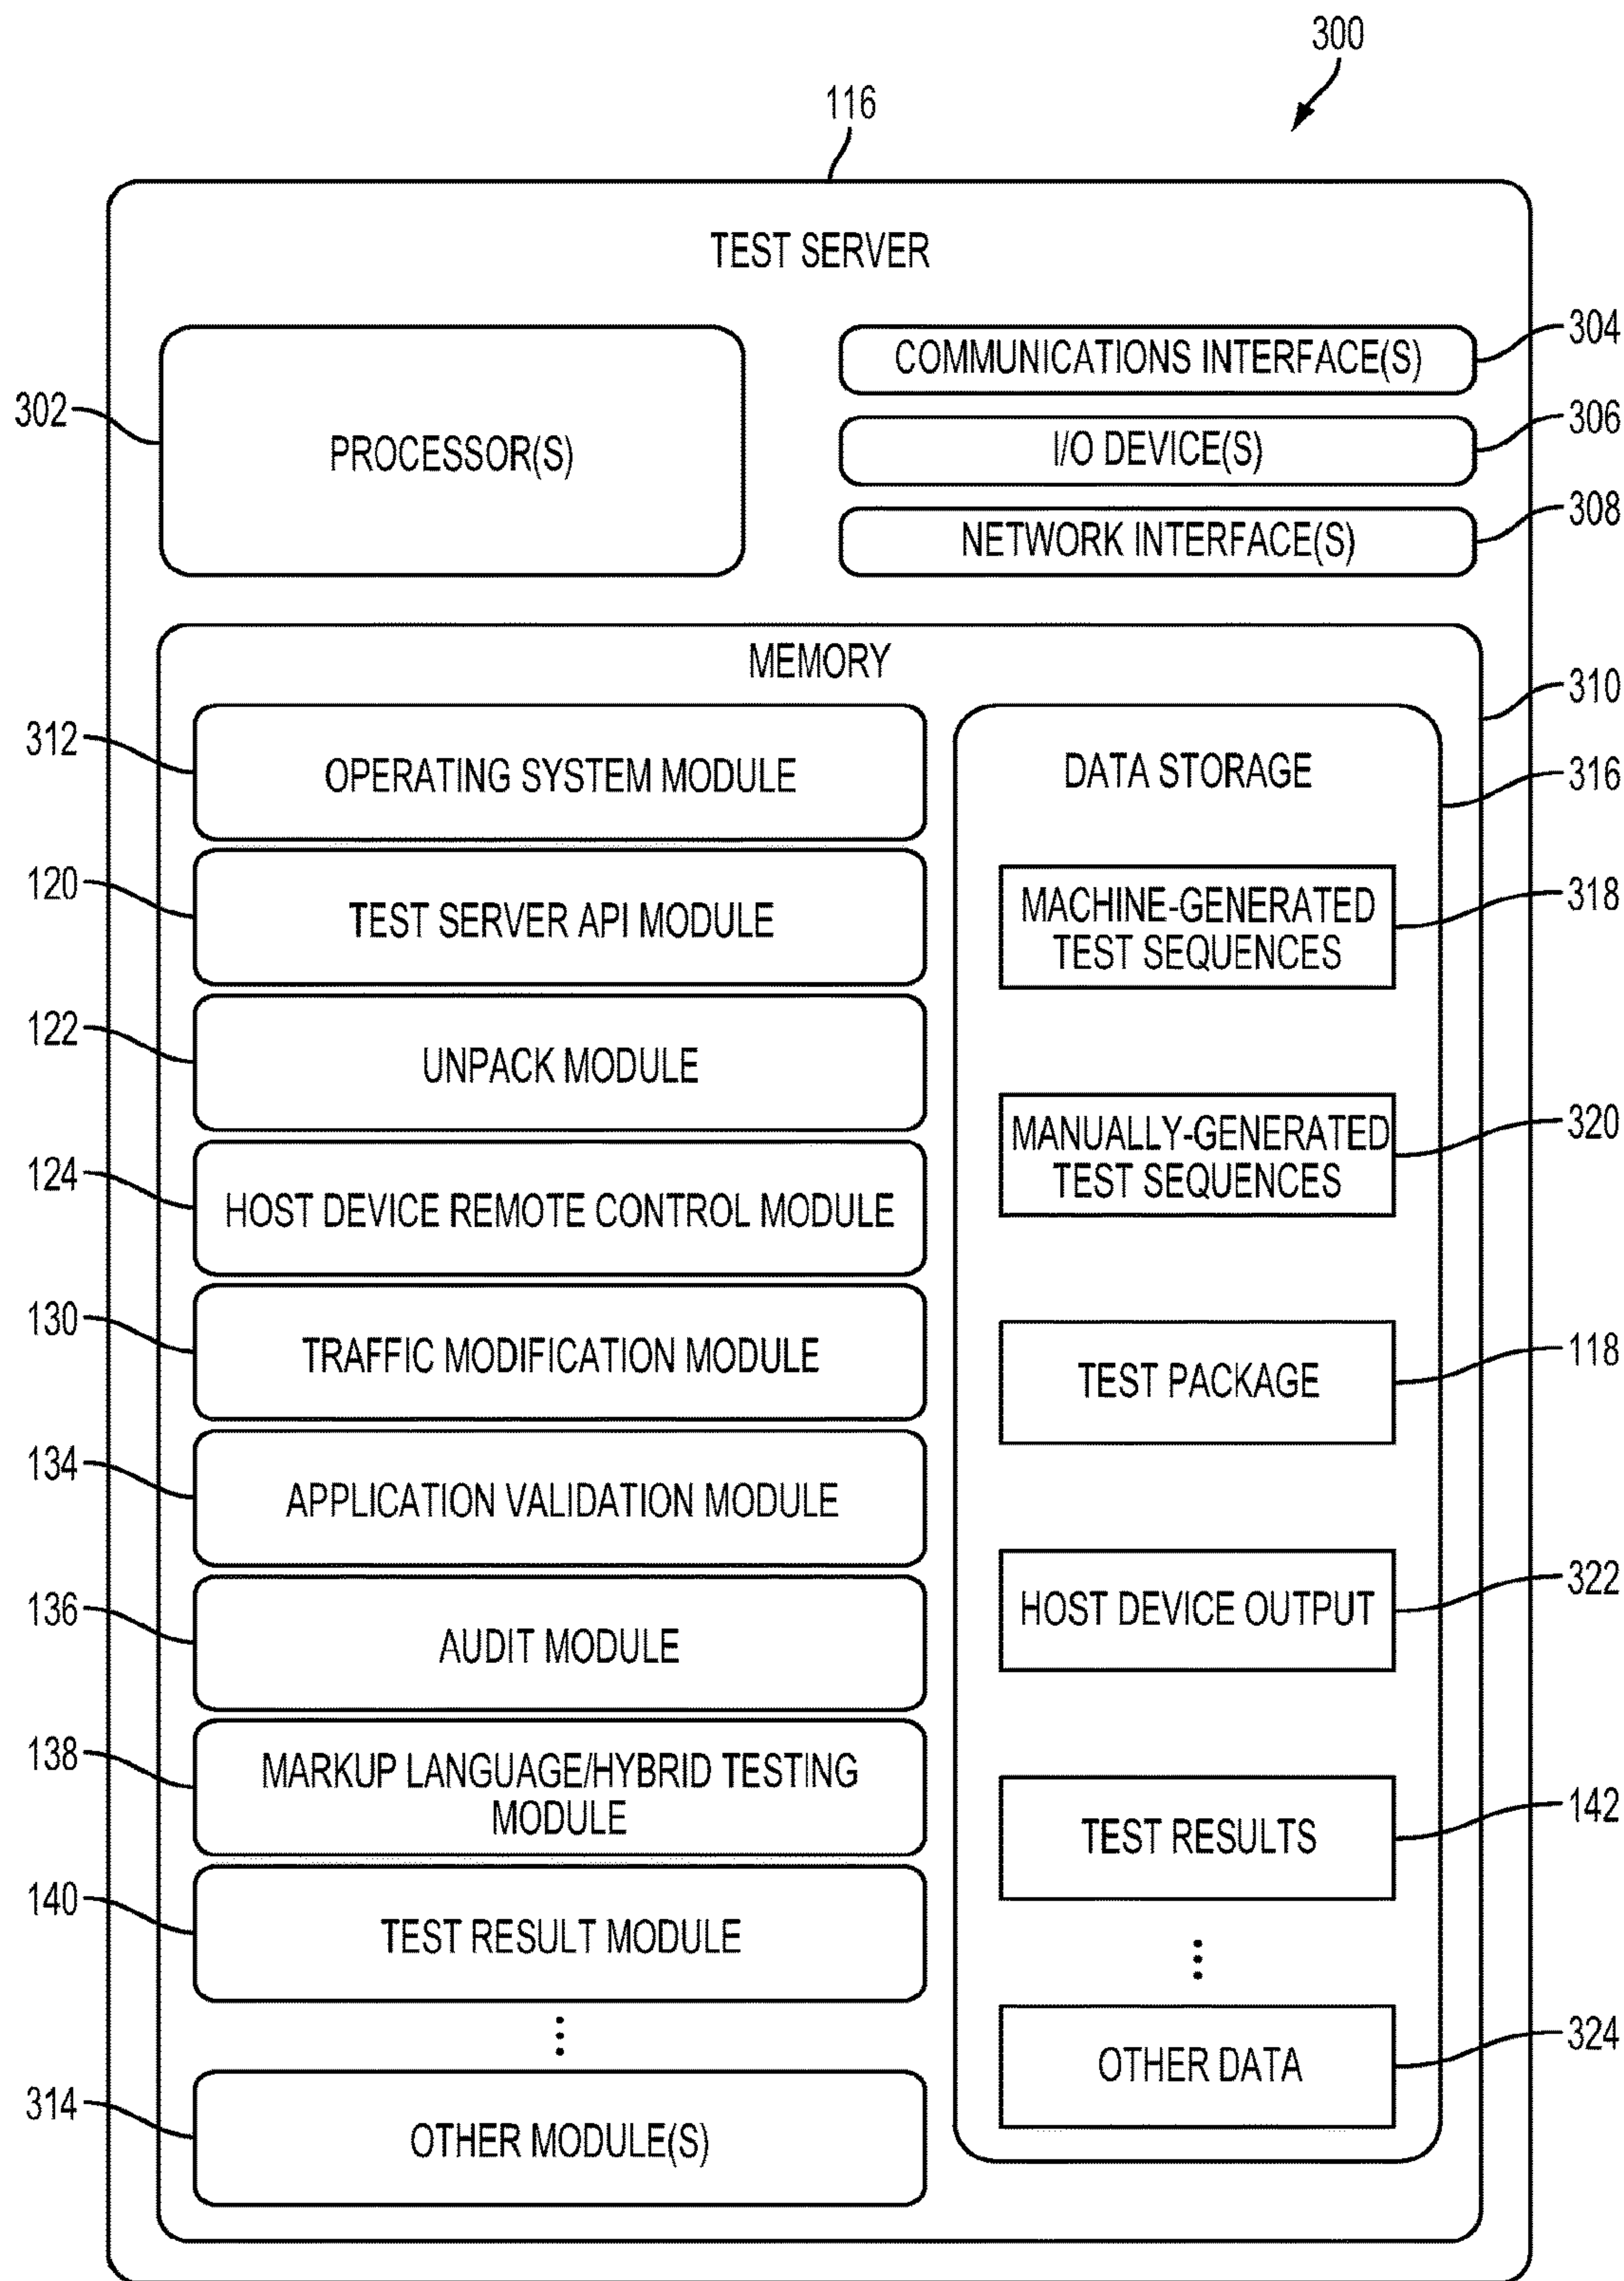 300
116
TEST SERVER
302
PROCESSOR(S)
COMMUNICATIONS INTERFACE(S)
304
I/O DEVICE(S)
306
NETWORK INTERFACE(S)
308
MEMORY
310
312
OPERATING SYSTEM MODULE
120
TEST SERVER API MODULE
122
UNPACK MODULE
124
HOST DEVICE REMOTE CONTROL MODULE
130
TRAFFIC MODIFICATION MODULE
134
APPLICATION VALIDATION MODULE
136
AUDIT MODULE
138
MARKUP LANGUAGE/HYBRID TESTING
MODULE
140
TEST RESULT MODULE
314
OTHER MODULE(S)
DATA STORAGE
316
MACHINE-GENERATED
TEST SEQUENCES
318
MANUALLY-GENERATED
TEST SEQUENCES
320
TEST PACKAGE
118
HOST DEVICE OUTPUT
322
TEST RESULTS
142
OTHER DATA
324